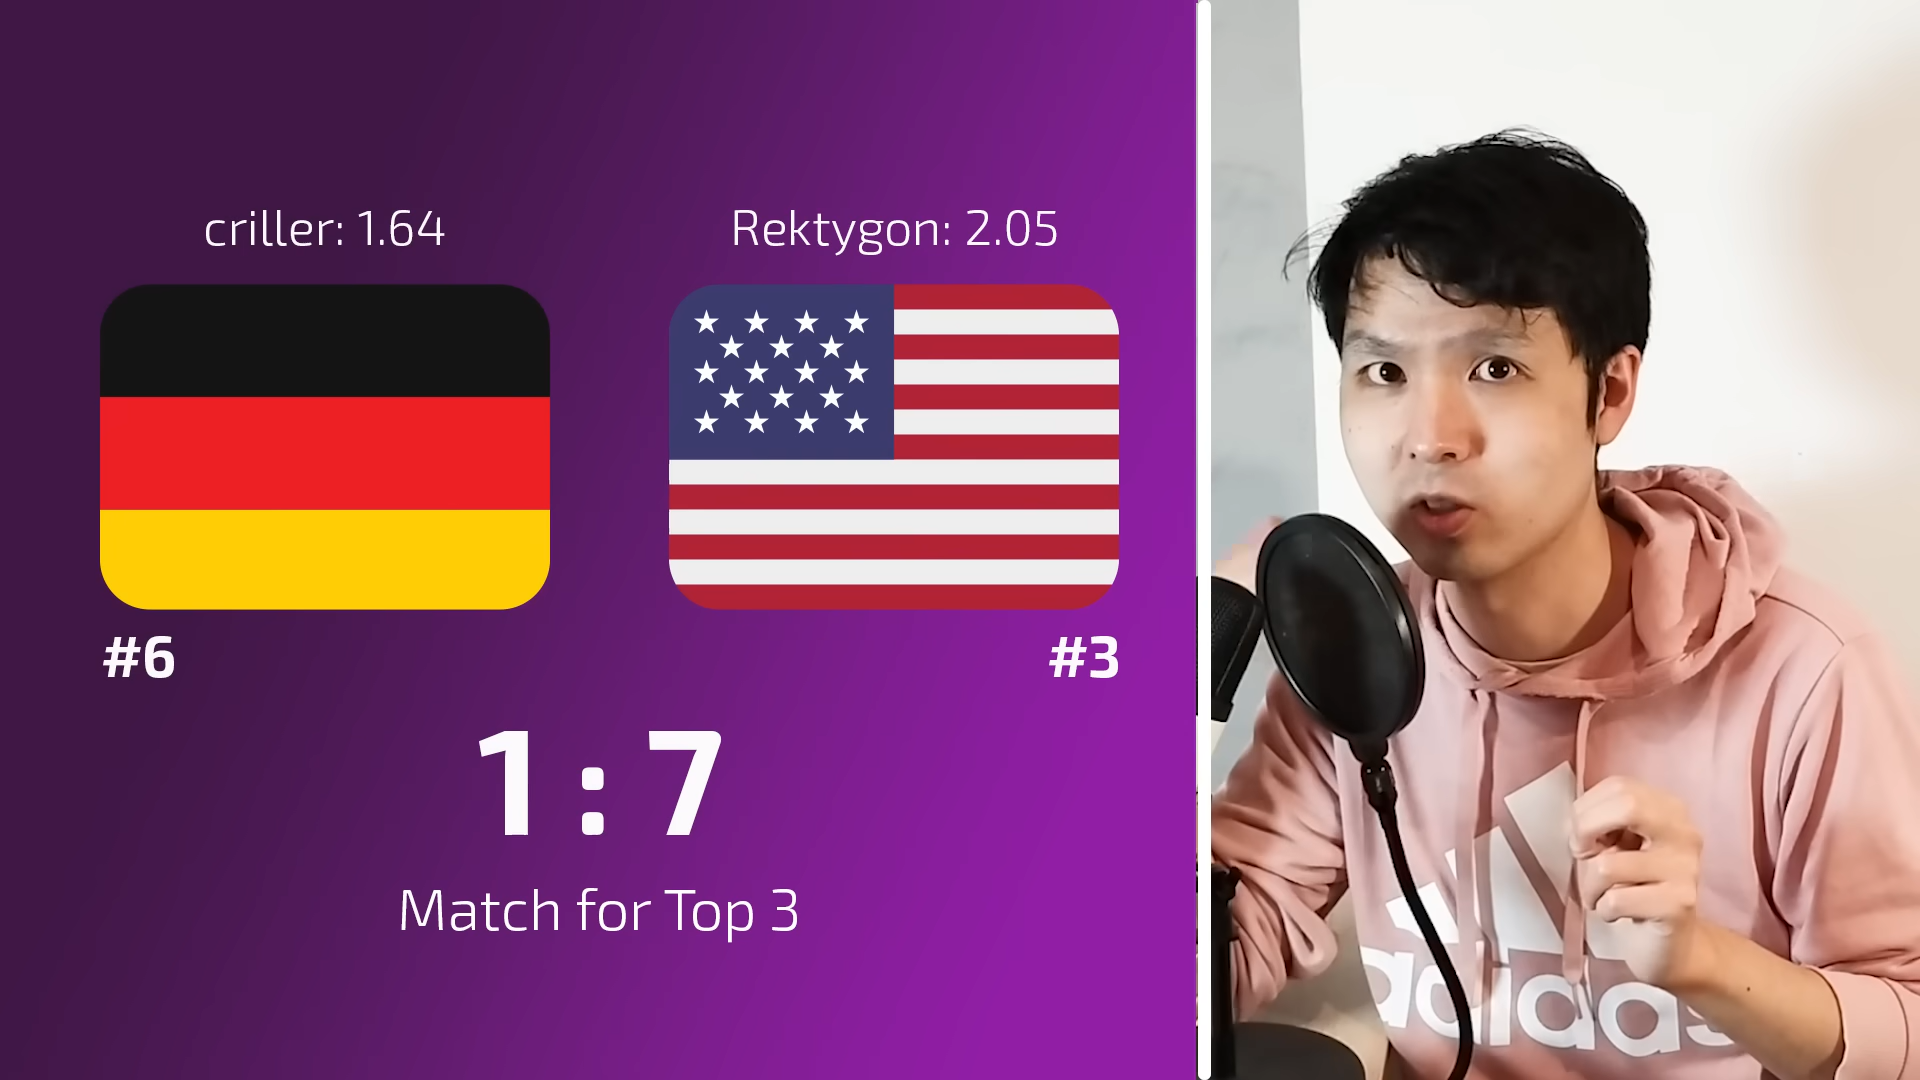 criller: 1.64
Rektygon: 2.05
#6
#3
1 : 7
Match for Top 3
adidas